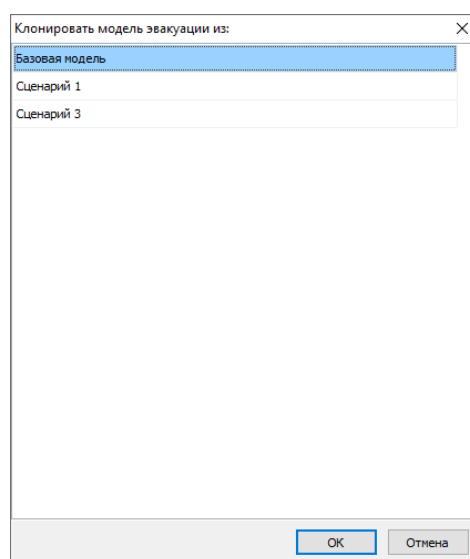 Клонировать модель эвакуации из:
Базовая модель
Сценарий 1
Сценарий 3
OK
Отмена